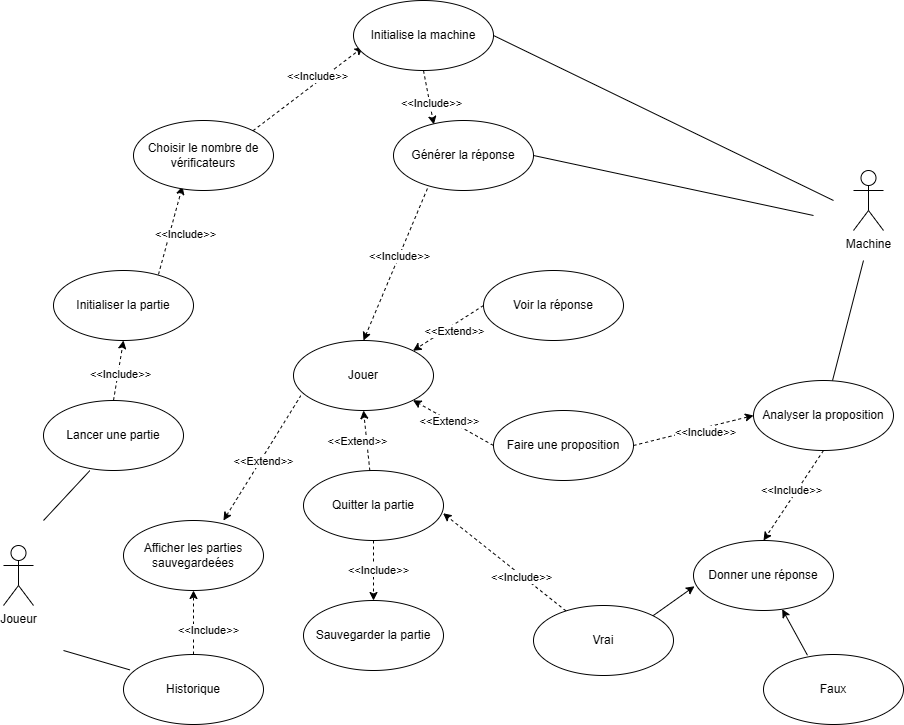 Initialise la machine
<<Include>>
<<Include>>
Choisir le nombre de
vérificateurs
Générer la réponse
Machine
<<Include>>
<<Include>>
Initialiser la partie
Voir la réponse
<<Extend>>
<<Include>>
Jouer
Lancer une partie
<<Extend>>
<<Include>>
Analyser la proposition
<<Extend>>
Faire une proposition
<<Extend>>
<<Include>>
Quitter la partie
Afficher les parties
sauvegardeées
<<Include>>
<<Include>>
Donner une réponse
Joueur
<<Include>>
Sauvegarder la partie
Vrai
Historique
Faux